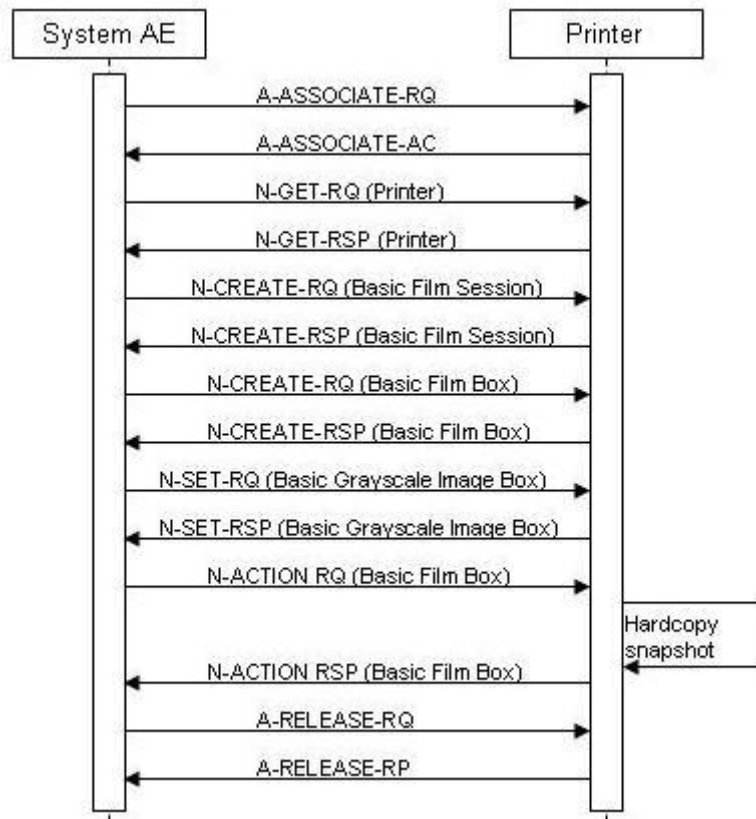 System AE
Printer
A-ASSOCIATE-RQ
A-ASSOCIATE-AC
N-GET-RQ (Printer)
N-GET-RSP (Printer)
N-CREATE-RQ (Basic Film Session)
N-CREATE-RSP (Basic Film Session)
N-CREATE-RQ (Basic Film Box)
N-CREATE-RSP (Basic Film Box)
N-SET-RQ (Basic Grayscale Image Box)
N-SET-RSP (Basic Grayscale Image Box)
N-ACTION RQ (Basic Film Box)
Hardcopy
snapshot
N-ACTION RSP (Basic Film Box)
A-RELEASE-RQ
A-RELEASE-RP